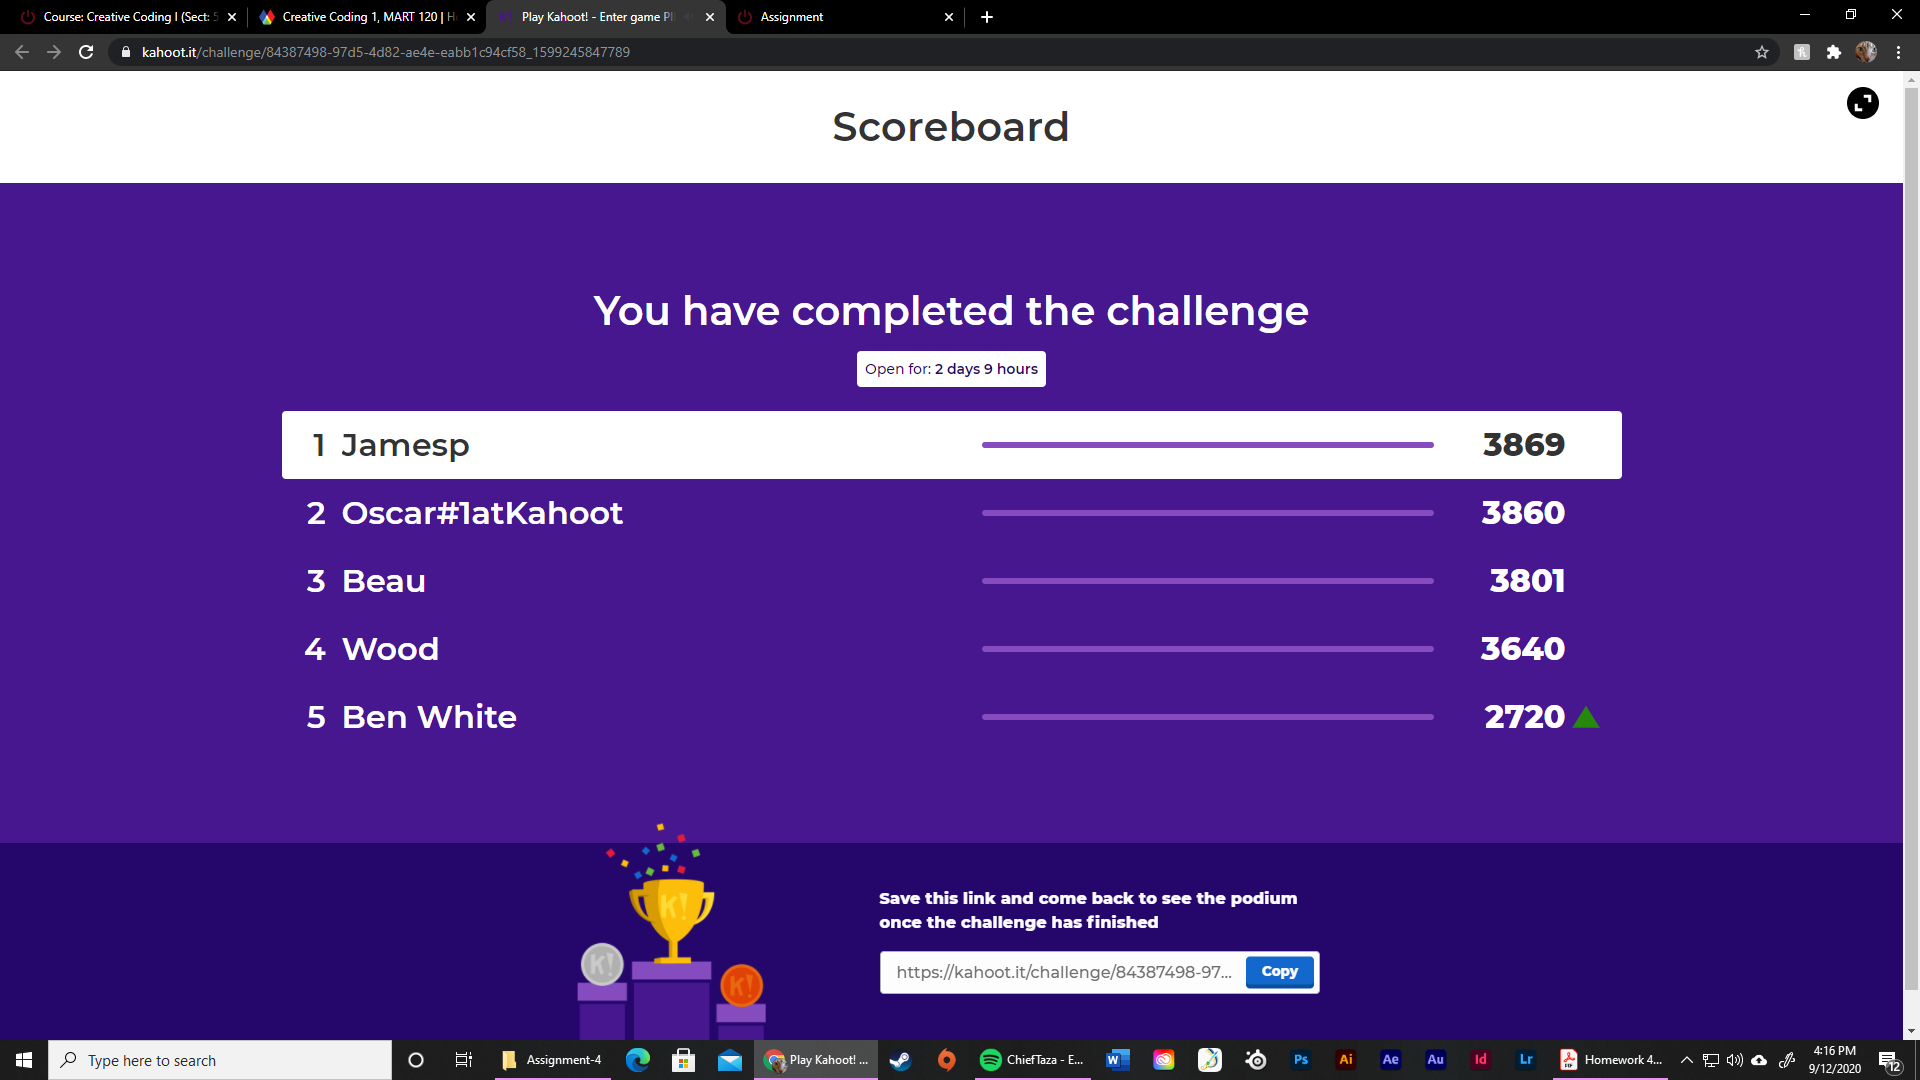 Course: Creative Coding I (Sect: 5
Creative Coding 1, MART 120 | H
Play Kahoot! - Enter game PI
Assignment
kahoot.it/challenge/84387498-97d5-4d82-ae4e-eabb1c94cf58_1599245847789
Scoreboard
You have completed the challenge
Open for: 2 days 9 hours
1 Jamesp 3869
2 Oscar#1atKahoot 3860
3 Beau 3801
4 Wood 3640
5 Ben White 2720
K!
K!
K!
Save this link and come back to see the podium
once the challenge has finished
https://kahoot.it/challenge/84387498-97... Copy
Type here to search
Assignment-4
Play Kahoot! ...
ChiefTaza - E...
Ps
Ai
Ae
Au
Id
Lr
Homework 4...
4:16 PM
9/12/2020
12